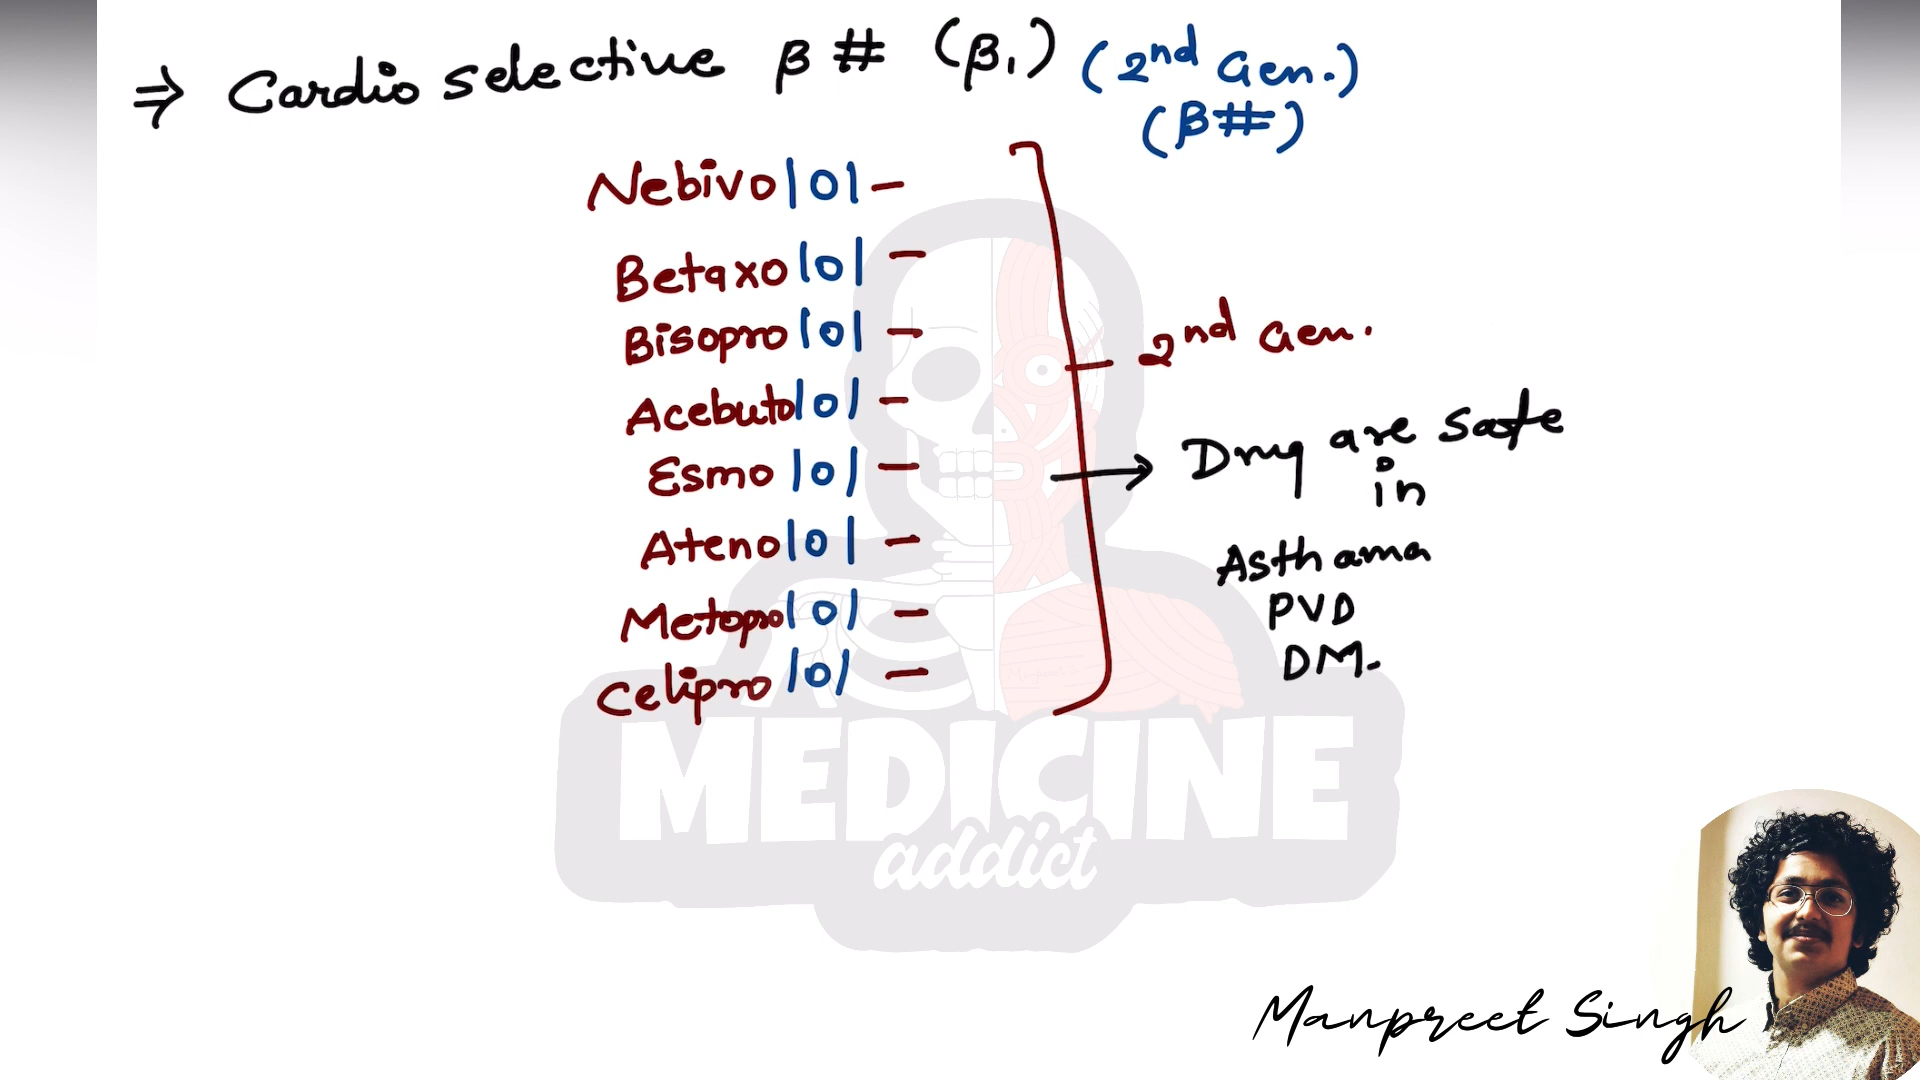 ⇒ Cardio selective β # (β₁) (2nd Gen.)
(β #)
Nebivolol –
Betaxolol –
Bisoprolol –
Acebutolol –
Esmolol –
Atenolol –
Metoprolol –
Celiprolol –
2nd Gen.
→ Drug are safe
in
Asthama
PVD
DM.
MEDICINE
addict
Manpreet Singh